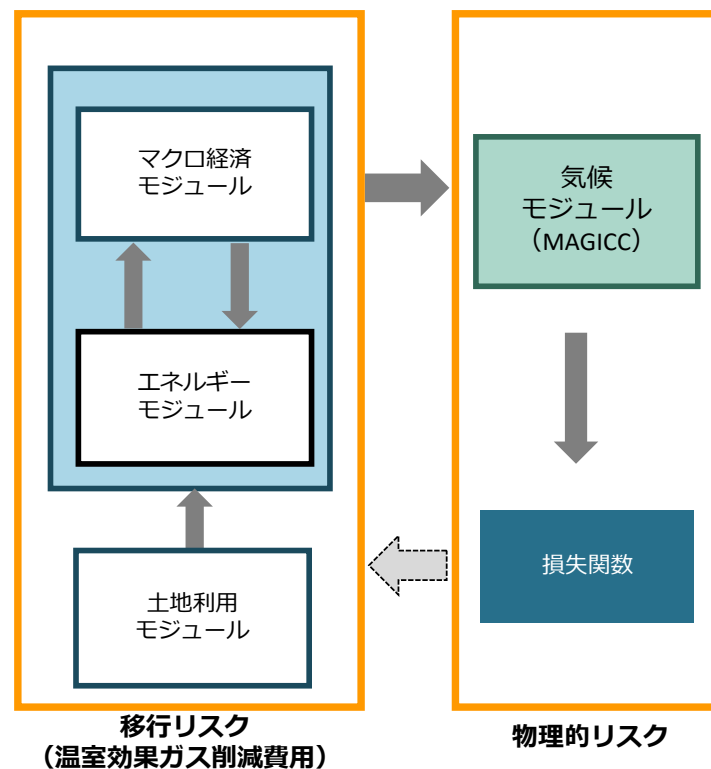 マクロ経済
モジュール
エネルギー
モジュール
土地利用
モジュール
移行リスク
（温室効果ガス削減費用）
気候
モジュール
（MAGICC）
損失関数
物理的リスク